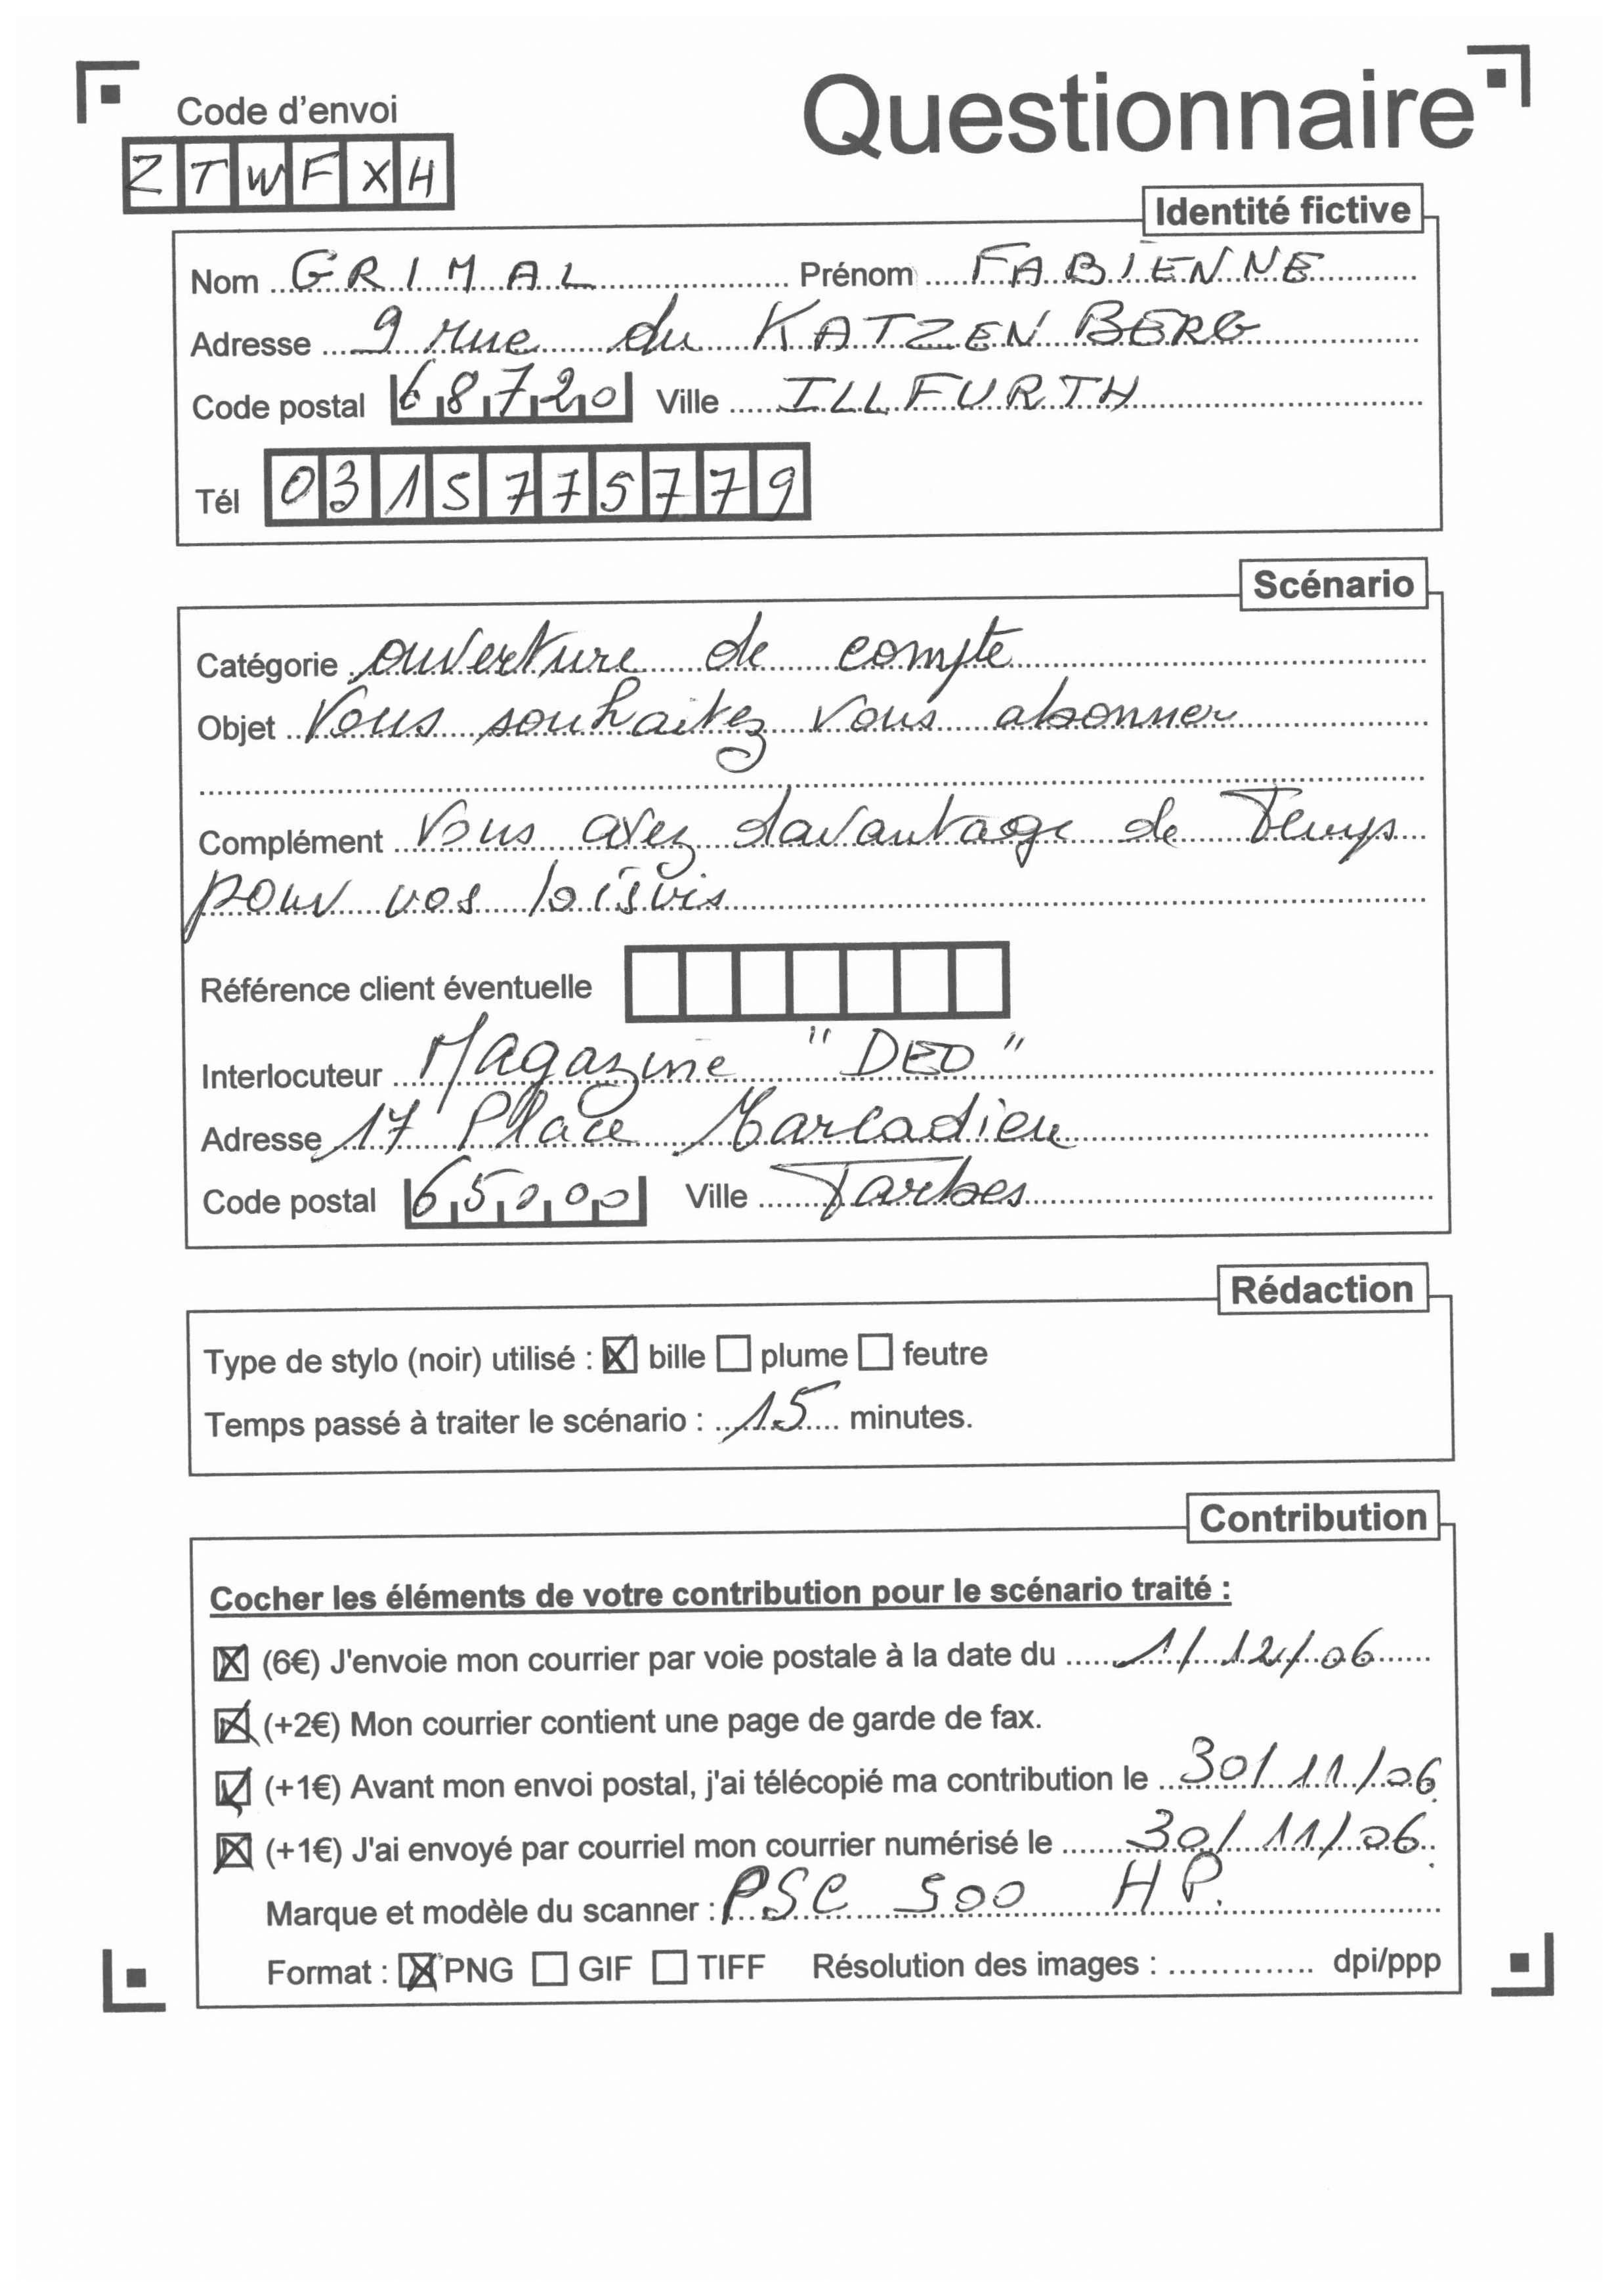 Code d'envoi
Questionnaire
ZTWFXH
Identité fictive
Nom GRIMAL Prénom FABIENNE
Adresse 9 rue du KATZEN BERG
Code postal 68720 Ville ILLFURTH
Tél 0315775779
Scénario
Catégorie ouverture de compte
Objet Vous souhaitez vous abonner
Complément Vous avez davantage de Temps
pour vos loisirs
Référence client éventuelle
Interlocuteur Magazine "DEO"
Adresse 17 Place Marcadieu
Code postal 65000 Ville Tarbes
Rédaction
Type de stylo (noir) utilisé : bille plume feutre
Temps passé à traiter le scénario : 15 minutes.
Contribution
Cocher les éléments de votre contribution pour le scénario traité :
(6€) J'envoie mon courrier par voie postale à la date du 1/12/06
(+2€) Mon courrier contient une page de garde de fax.
(+1€) Avant mon envoi postal, j'ai télécopié ma contribution le 30/11/06.
(+1€) J'ai envoyé par courriel mon courrier numérisé le 30/11/06.
Marque et modèle du scanner : PSC 500 HP.
Format : PNG GIF TIFF Résolution des images : dpi/ppp